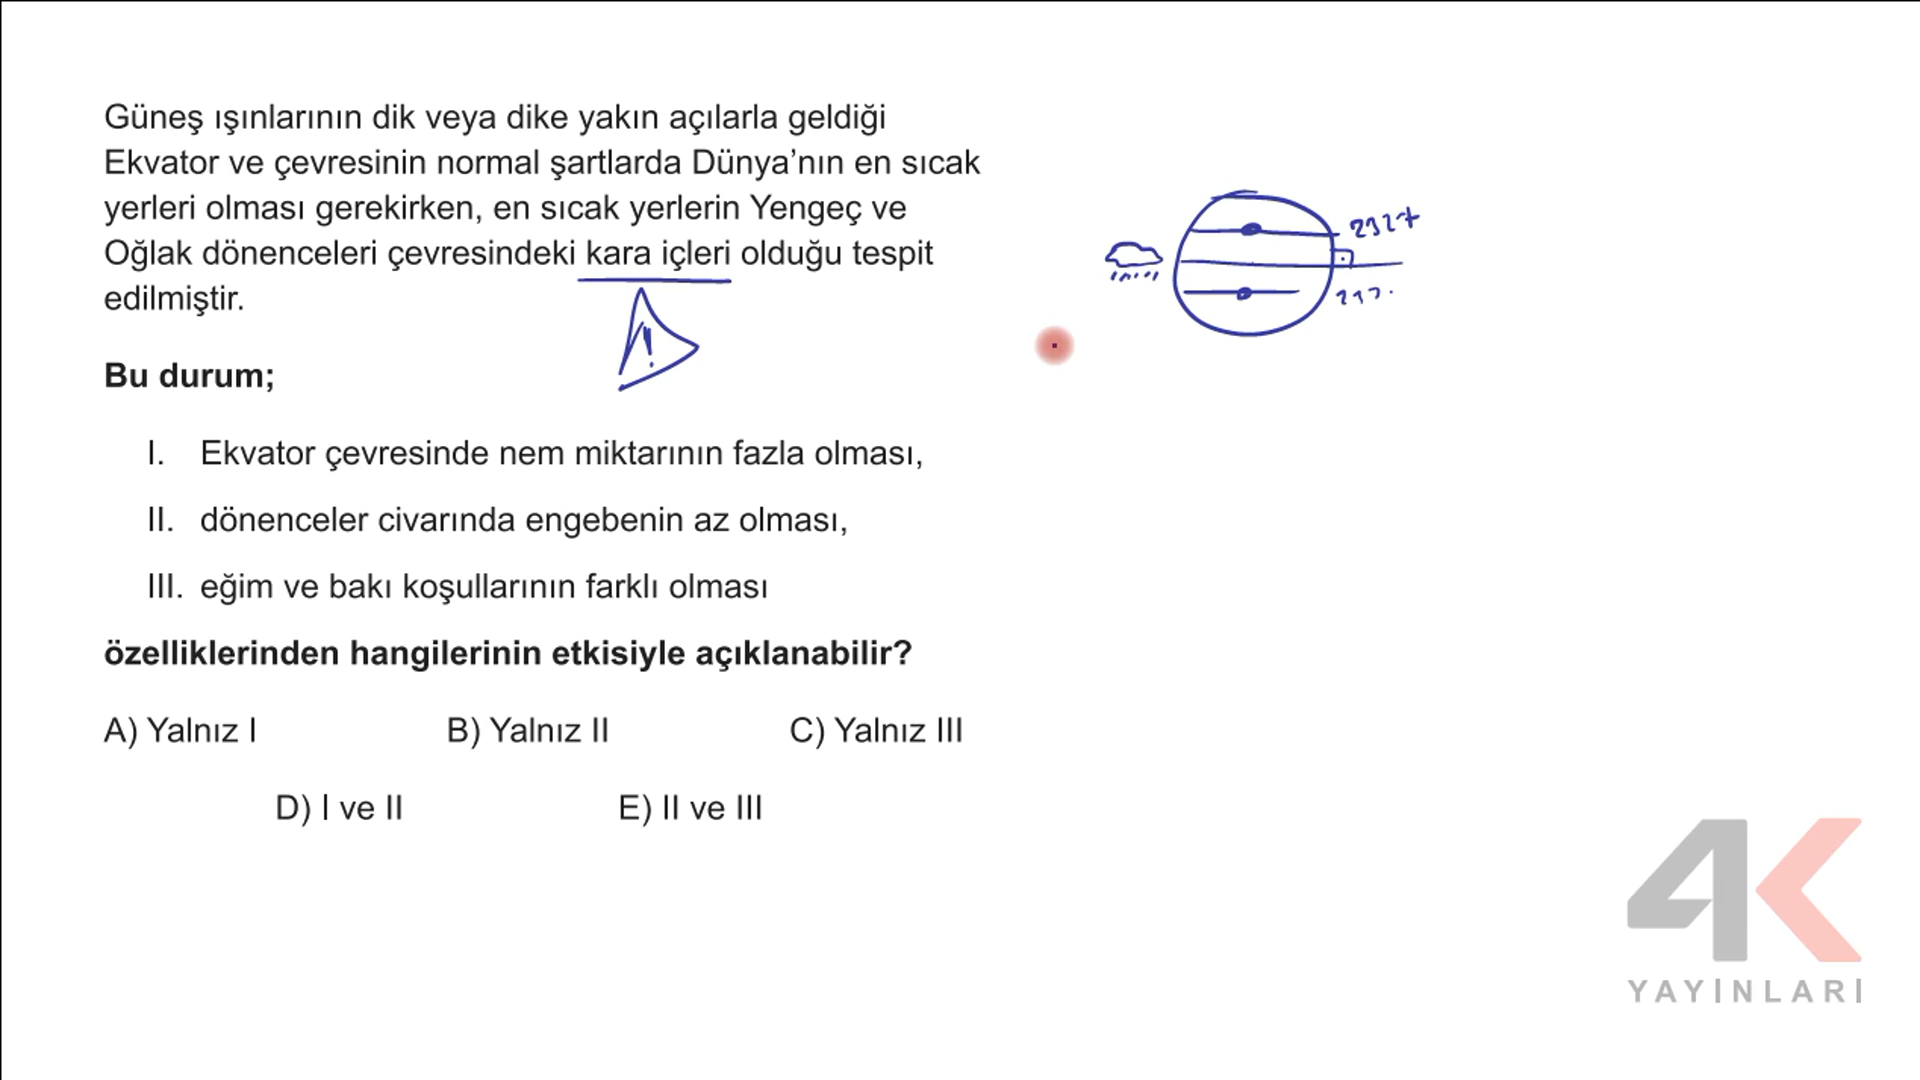 Güneş ışınlarının dik veya dike yakın açılarla geldiği
Ekvator ve çevresinin normal şartlarda Dünya’nın en sıcak
yerleri olması gerekirken, en sıcak yerlerin Yengeç ve
Oğlak dönenceleri çevresindeki kara içleri olduğu tespit
edilmiştir.
Bu durum;
I. Ekvator çevresinde nem miktarının fazla olması,
II. dönenceler civarında engebenin az olması,
III. eğim ve bakı koşullarının farklı olması
özelliklerinden hangilerinin etkisiyle açıklanabilir?
A) Yalnız I B) Yalnız II C) Yalnız III
D) I ve II E) II ve III
4K
YAYINLARI